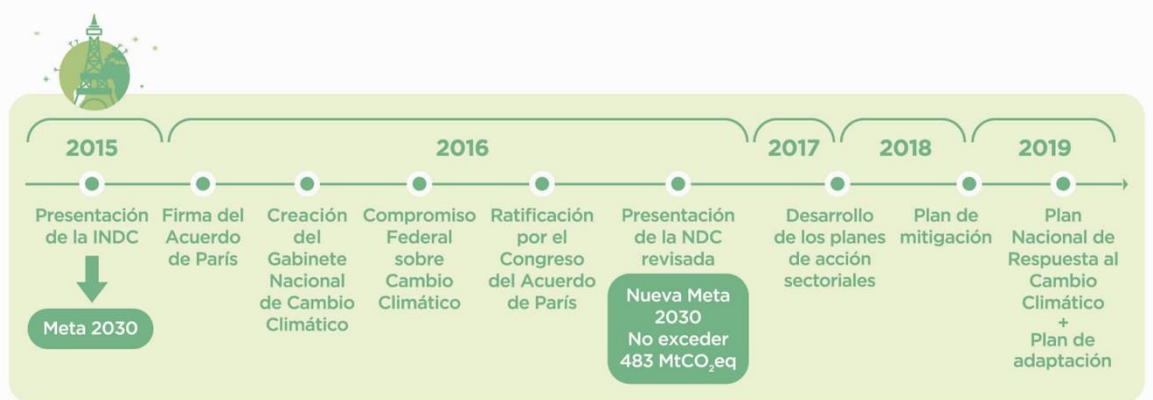 2015
2016
2017
2018
2019
Presentación
de la INDC
Meta 2030
Firma del
Acuerdo
de París
Creación
del
Gabinete
Nacional
de Cambio
Climático
Compromiso
Federal
sobre
Cambio
Climático
Ratificación
por el
Congreso
del Acuerdo
de París
Presentación
de la NDC
revisada
Nueva Meta
2030
No exceder
483 MtCO₂eq
Desarrollo
de los planes
de acción
sectoriales
Plan de
mitigación
Plan
Nacional de
Respuesta al
Cambio
Climático
+
Plan de
adaptación